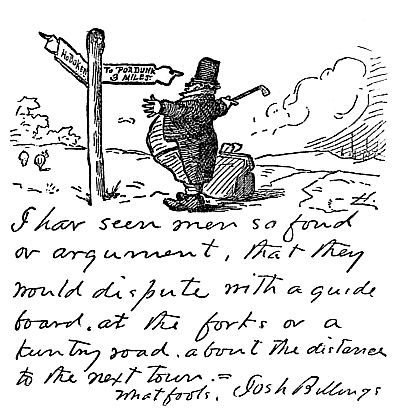 HOBOKEN
TO PORDUNK
3 MILES.
I hav seen men so fond
ov argument, that they
would dispute with a guide
board, at the forks ov a
kuntry road, about the distance
to the next town. =
What fools. Josh Billings